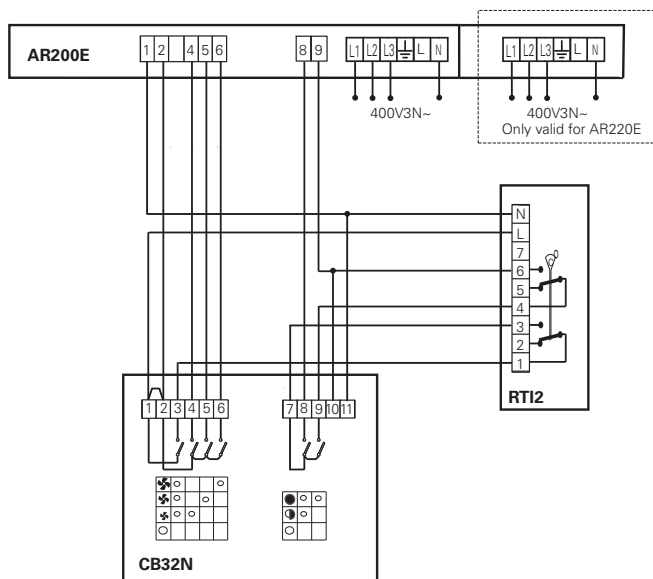 AR200E
1 2 4 5 6
8 9
L1 L2 L3 L N
L1 L2 L3 L N
400V3N~
400V3N~
Only valid for AR220E
N
L
7
6
5
4
3
2
1
RTI2
1 2 3 4 5 6
7 8 9 10 11
CB32N